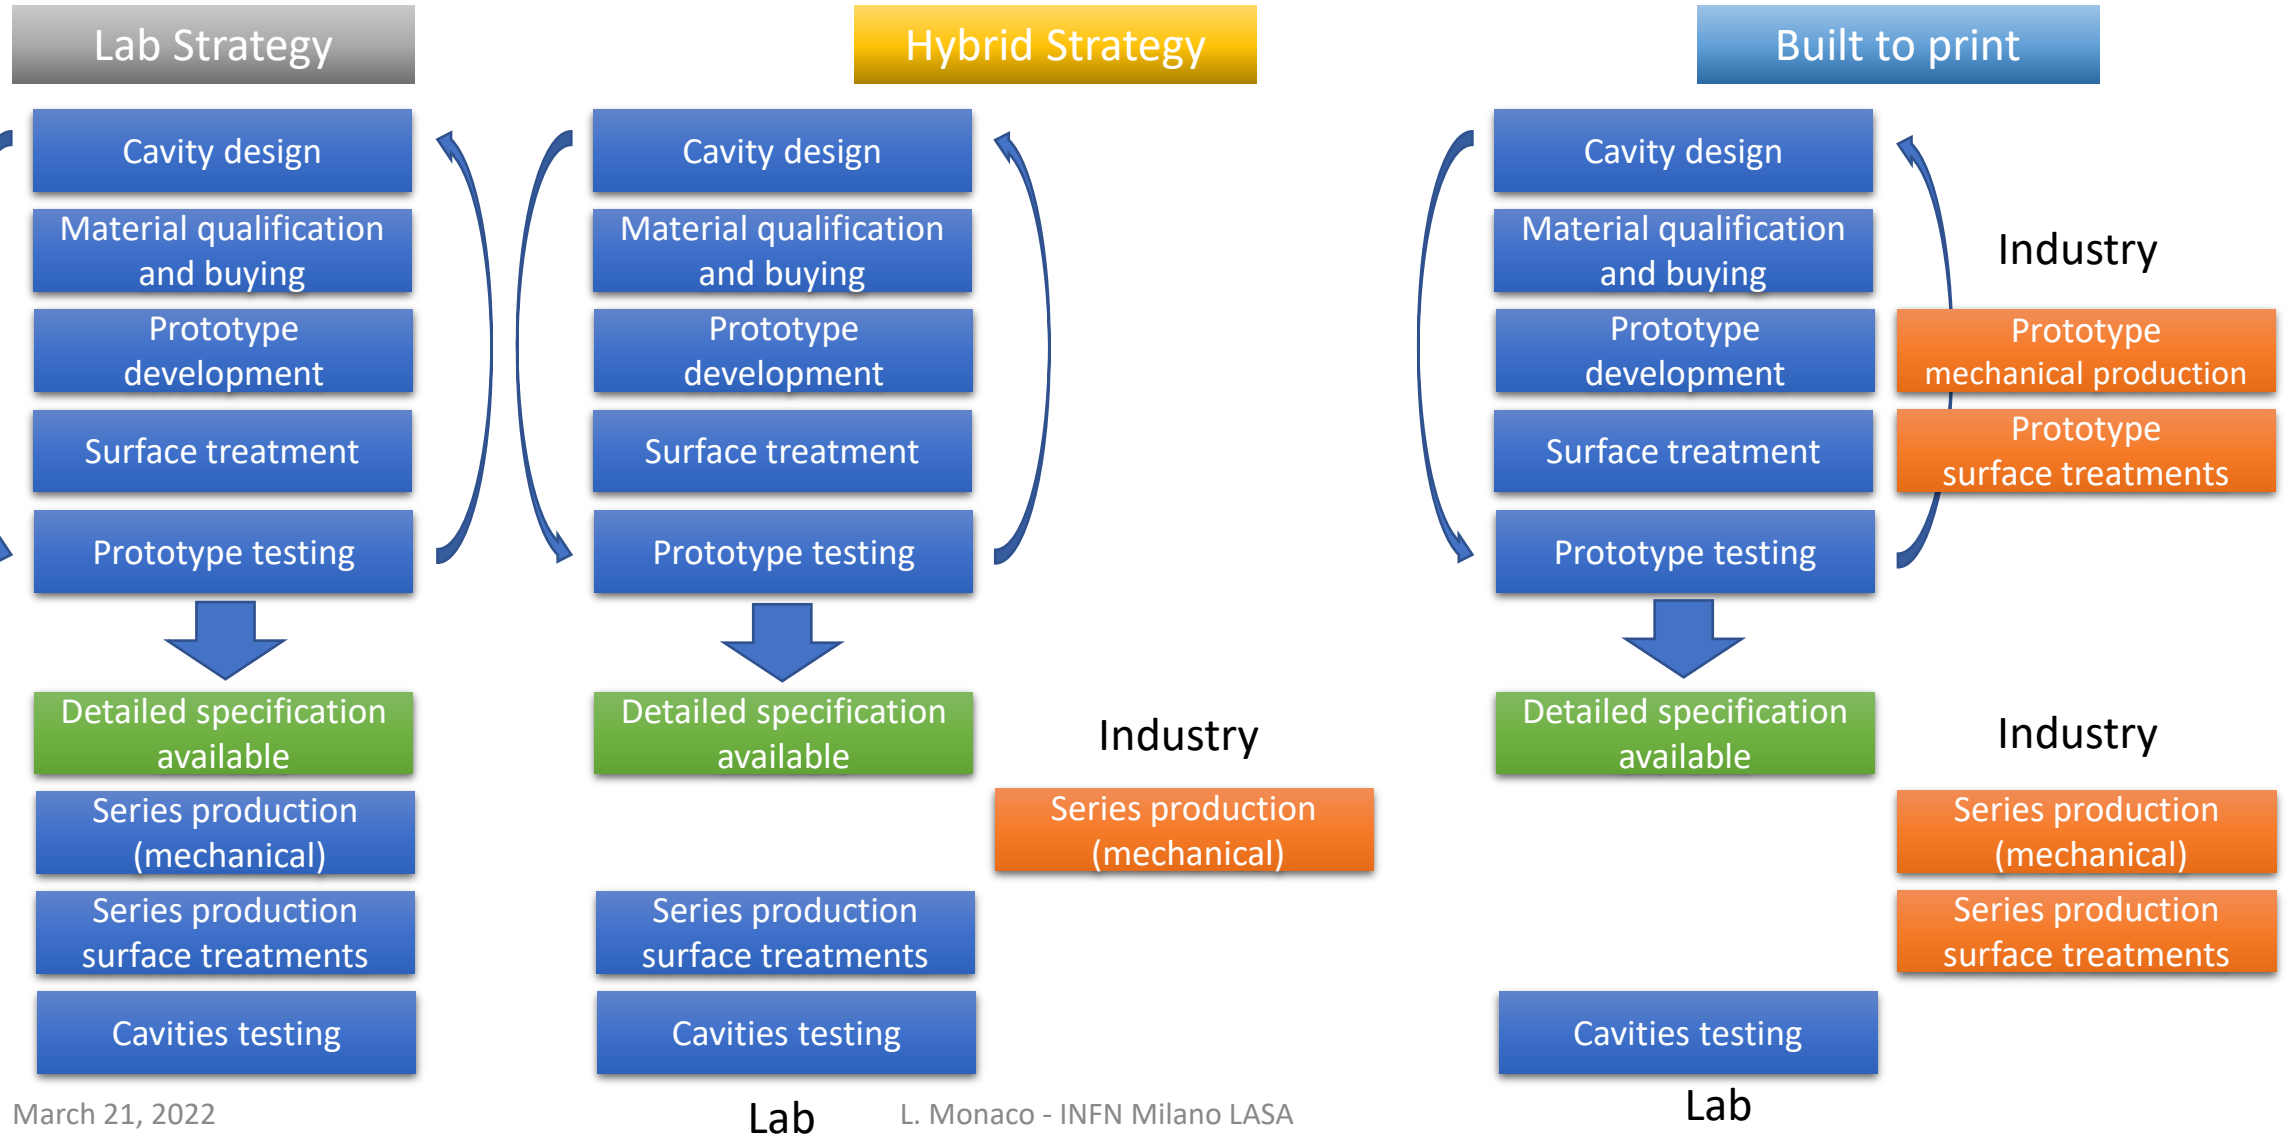 Lab Strategy
Cavity design
Material qualification
and buying
Prototype
development
Surface treatment
Prototype testing
Detailed specification
available
Series production
(mechanical)
Series production
surface treatments
Cavities testing
Hybrid Strategy
Cavity design
Material qualification
and buying
Prototype
development
Surface treatment
Prototype testing
Detailed specification
available
Industry
Series production
(mechanical)
Series production
surface treatments
Cavities testing
Lab
Built to print
Cavity design
Material qualification
and buying
Industry
Prototype
development
Prototype
mechanical production
Surface treatment
Prototype
surface treatments
Prototype testing
Detailed specification
available
Industry
Series production
(mechanical)
Series production
surface treatments
Cavities testing
Lab
March 21, 2022
L. Monaco - INFN Milano LASA